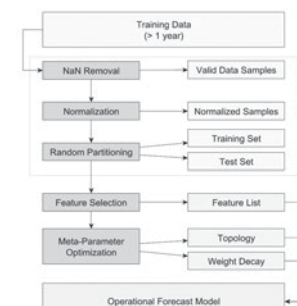 Training Data
(> 1 year)
NaN Removal
Valid Data Samples
Normalization
Normalized Samples
Random Partitioning
Training Set
Test Set
Feature Selection
Feature List
Meta-Parameter
Optimization
Topology
Weight Decay
Operational Forecast Model